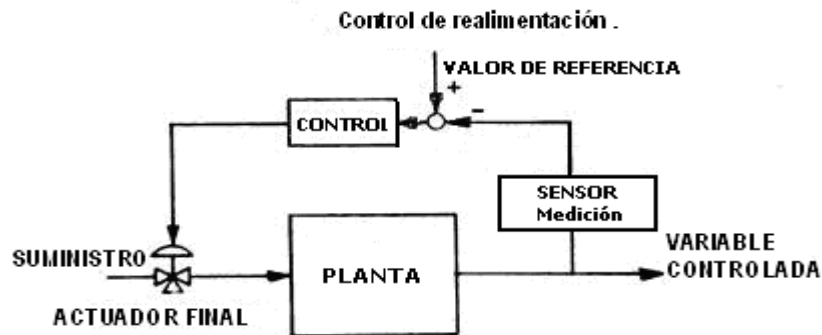 Control de realimentación .
VALOR DE REFERENCIA
+
-
CONTROL
SENSOR
Medición
SUMINISTRO
PLANTA
VARIABLE
CONTROLADA
ACTUADOR FINAL